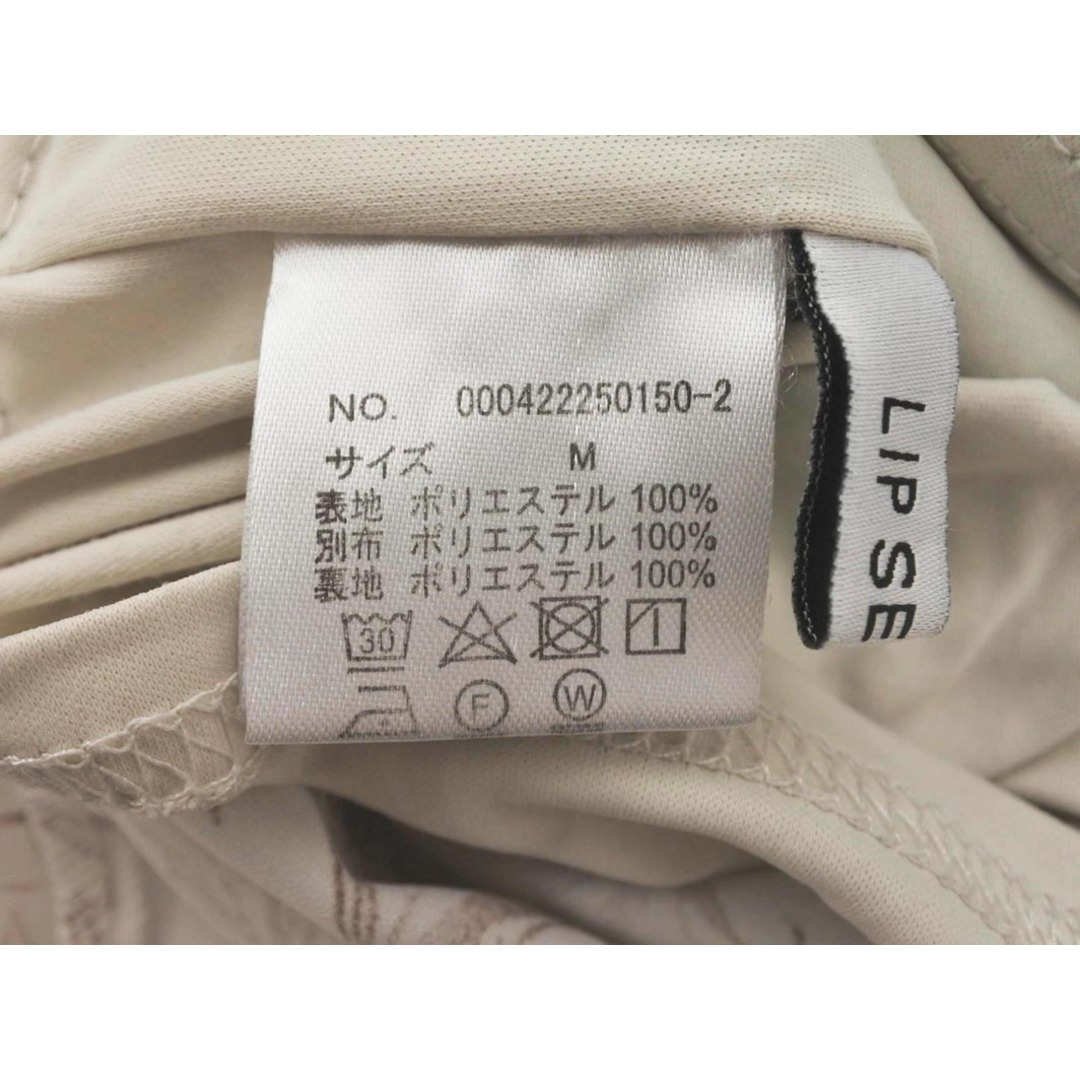 NO. 000422250150-2
サイズ M
表地 ポリエステル 100%
別布 ポリエステル 100%
裏地 ポリエステル 100%
30
F W
LIP SE